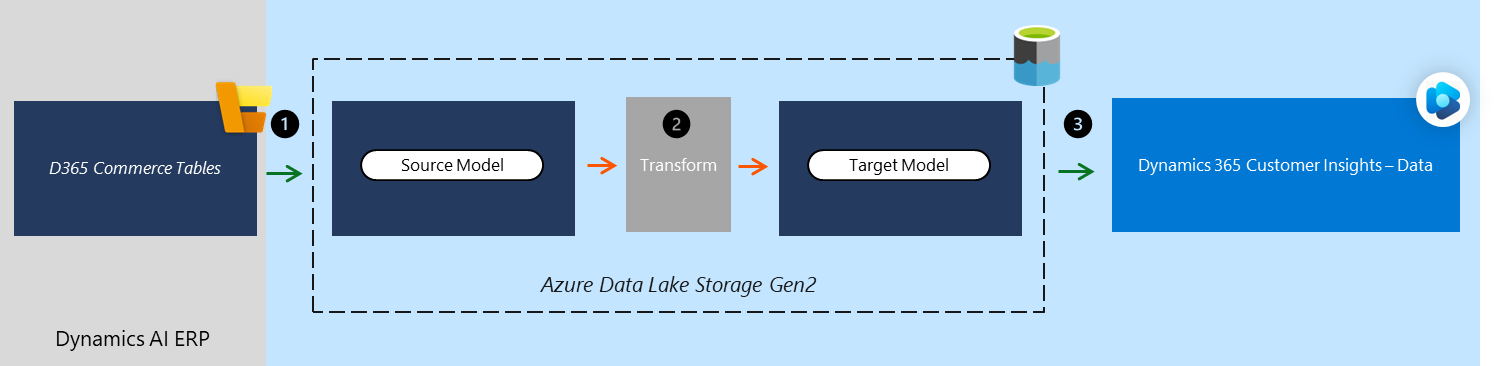 1
3
D365 Commerce Tables
Source Model
2
Transform
Target Model
Dynamics 365 Customer Insights – Data
Azure Data Lake Storage Gen2
Dynamics AI ERP